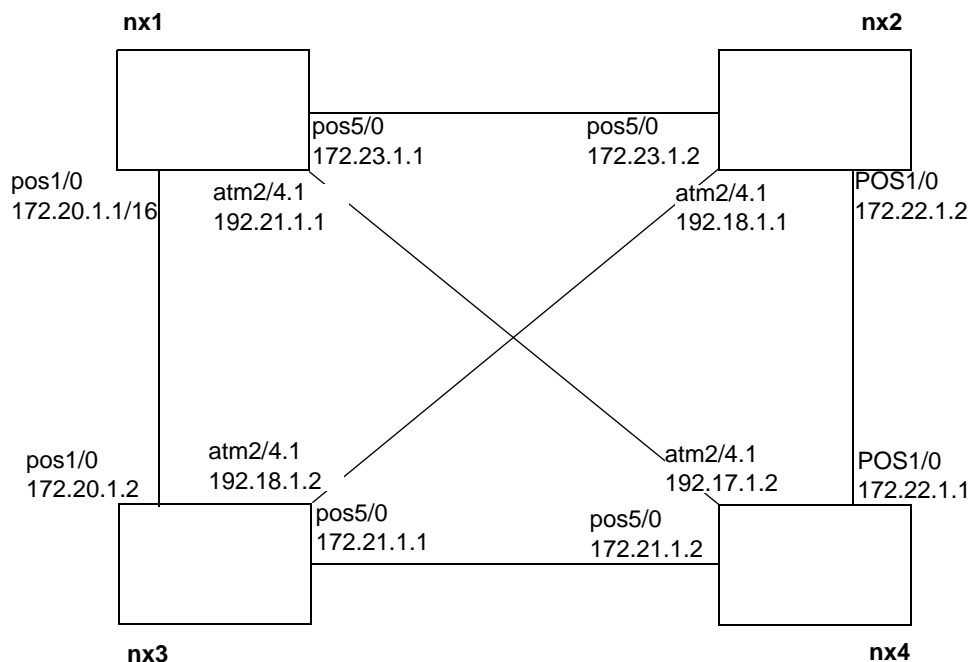 nx1
nx2
pos5/0
172.23.1.1
pos5/0
172.23.1.2
pos1/0
172.20.1.1/16
atm2/4.1
192.21.1.1
atm2/4.1
192.18.1.1
POS1/0
172.22.1.2
pos1/0
172.20.1.2
atm2/4.1
192.18.1.2
atm2/4.1
192.17.1.2
POS1/0
172.22.1.1
pos5/0
172.21.1.1
pos5/0
172.21.1.2
nx3
nx4